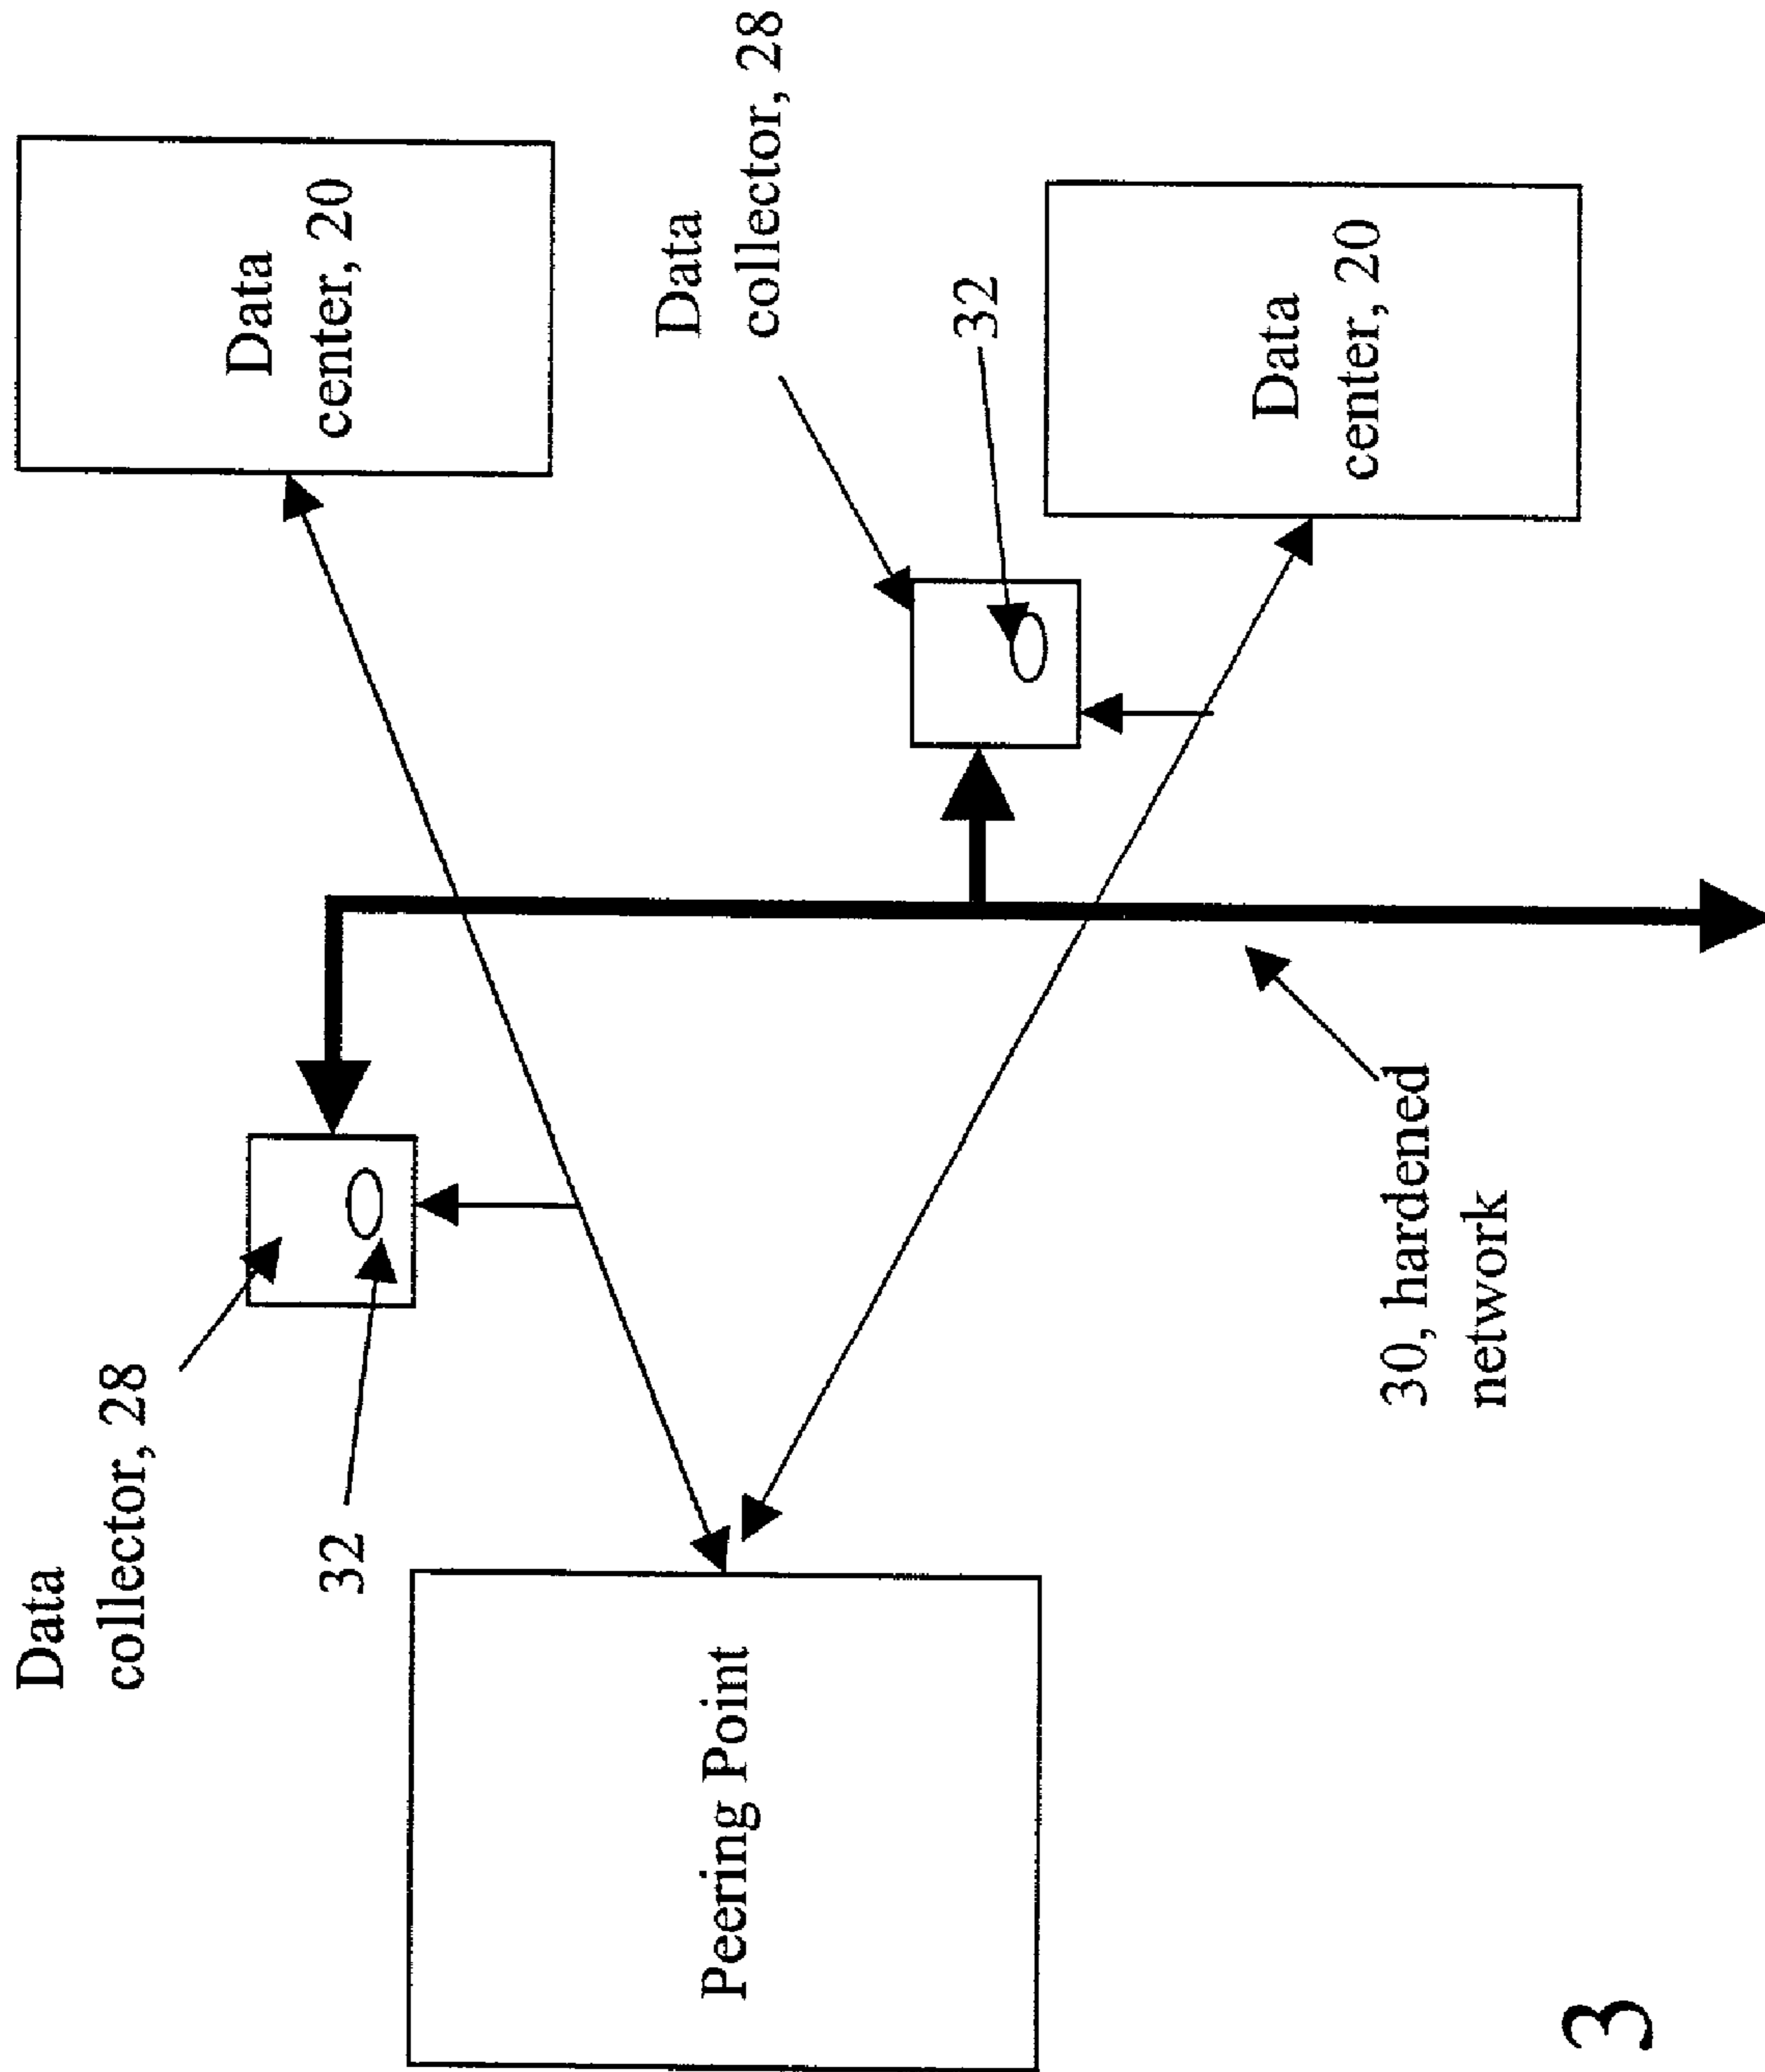 Data
collector, 28
32
Peering Point
Data
center, 20
Data
collector, 28
32
Data
center, 20
30, hardened
network
3